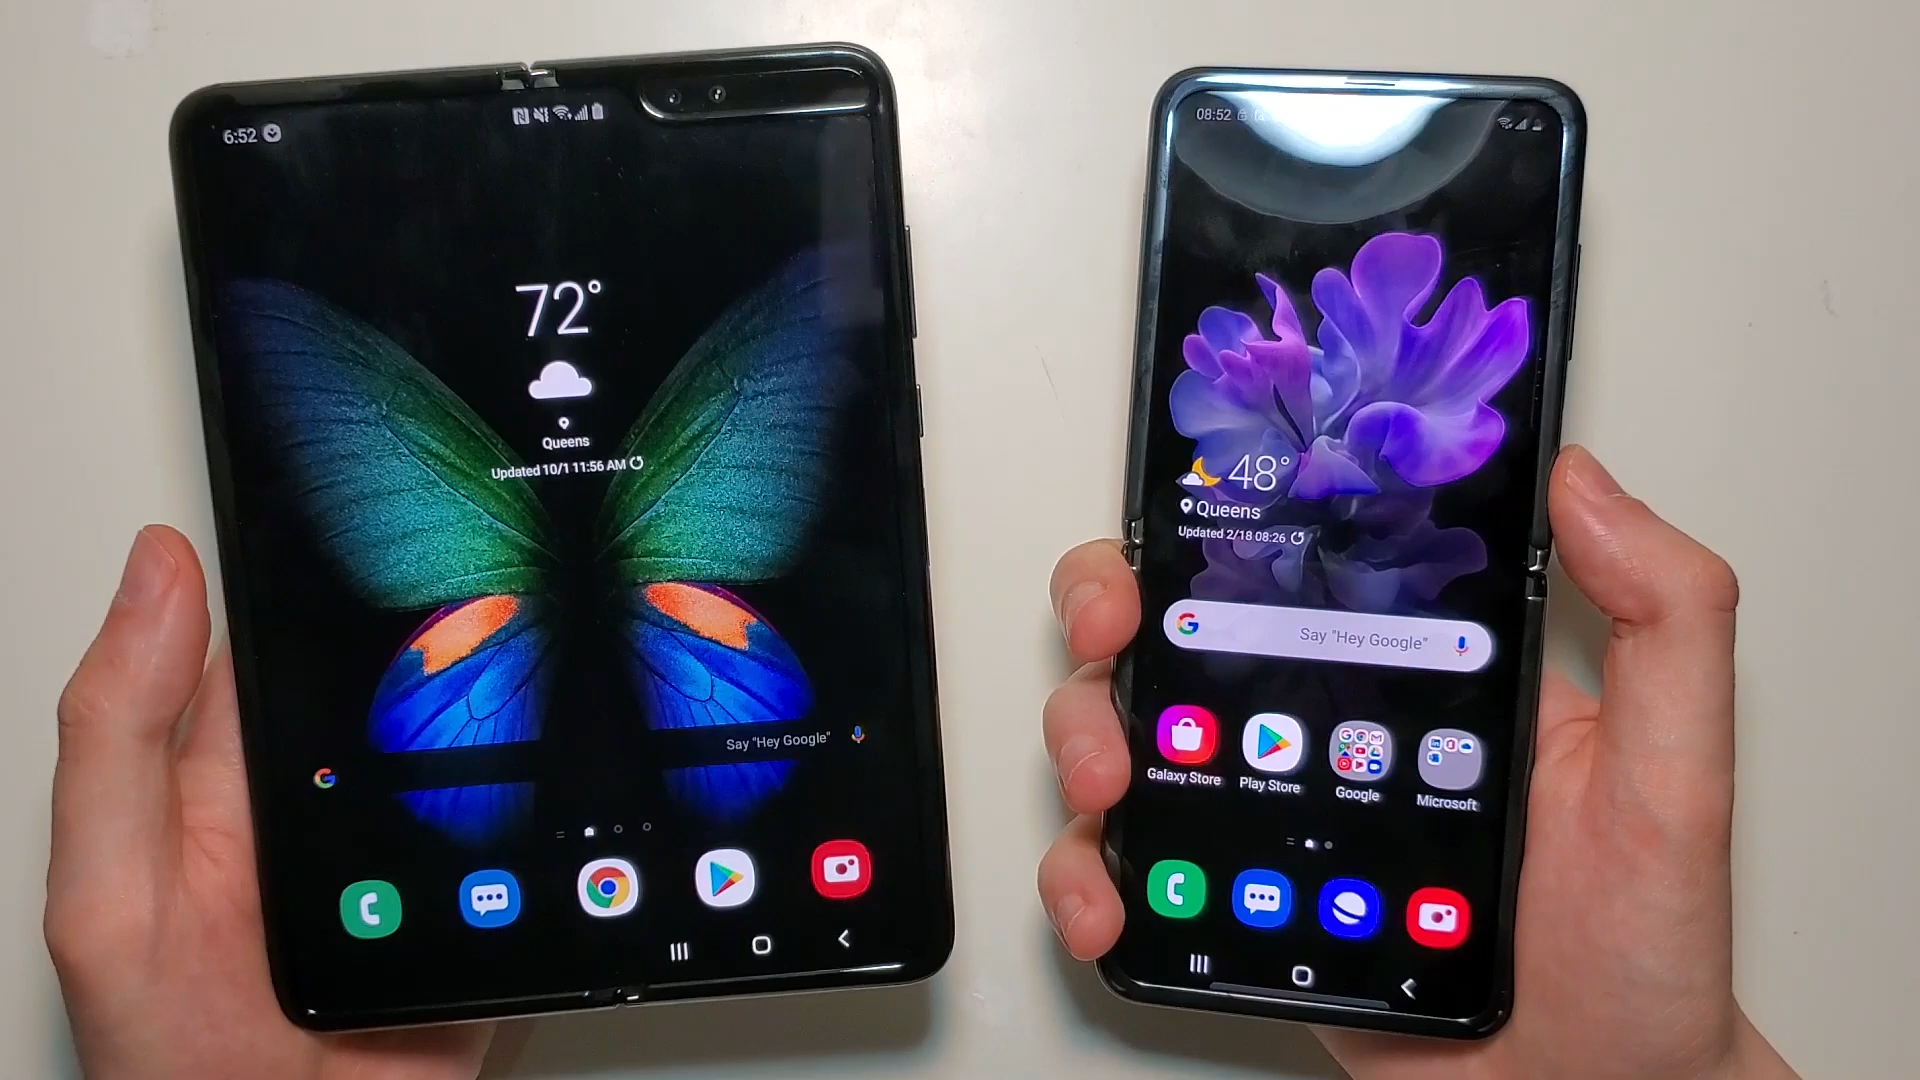 6:52
72°
Queens
Updated 10/1 11:56 AM
Say "Hey Google"
08:52
48°
Queens
Updated 2/18 08:26
Say "Hey Google"
Galaxy Store
Play Store
Google
Microsoft